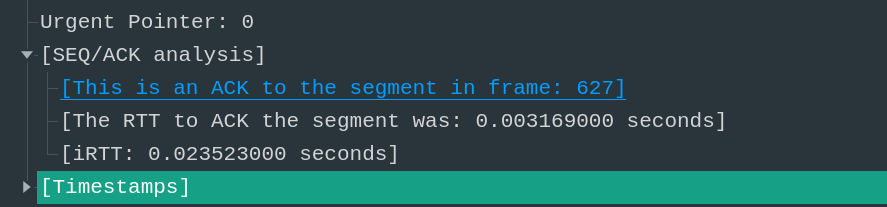 Urgent Pointer: 0
[SEQ/ACK analysis]
[This is an ACK to the segment in frame: 627]
[The RTT to ACK the segment was: 0.003169000 seconds]
[iRTT: 0.023523000 seconds]
[Timestamps]